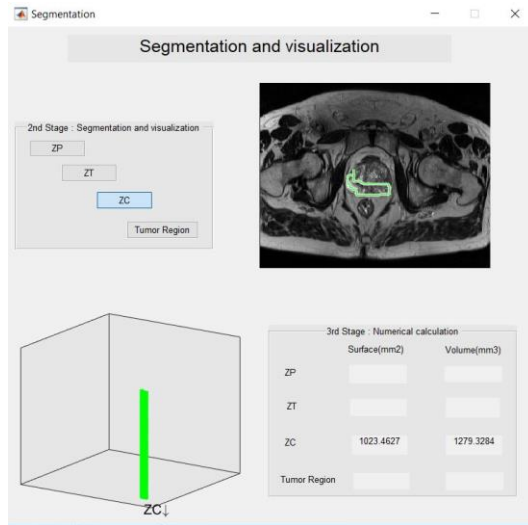 Segmentation
Segmentation and visualization
2nd Stage : Segmentation and visualization
ZP
ZT
ZC
Tumor Region
ZC↓
3rd Stage : Numerical calculation
Surface(mm2) Volume(mm3)
ZP
ZT
ZC 1023.4627 1279.3284
Tumor Region